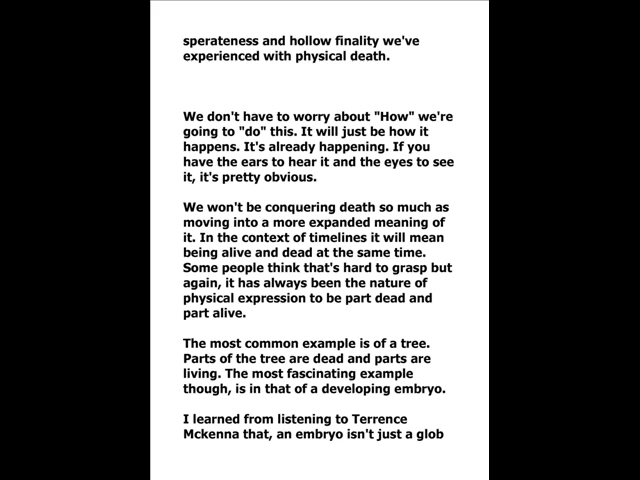 sperateness and hollow finality we've
experienced with physical death.
We don't have to worry about "How" we're
going to "do" this. It will just be how it
happens. It's already happening. If you
have the ears to hear it and the eyes to see
it, it's pretty obvious.
We won't be conquering death so much as
moving into a more expanded meaning of
it. In the context of timelines it will mean
being alive and dead at the same time.
Some people think that's hard to grasp but
again, it has always been the nature of
physical expression to be part dead and
part alive.
The most common example is of a tree.
Parts of the tree are dead and parts are
living. The most fascinating example
though, is in that of a developing embryo.
I learned from listening to Terrence
Mckenna that, an embryo isn't just a glob